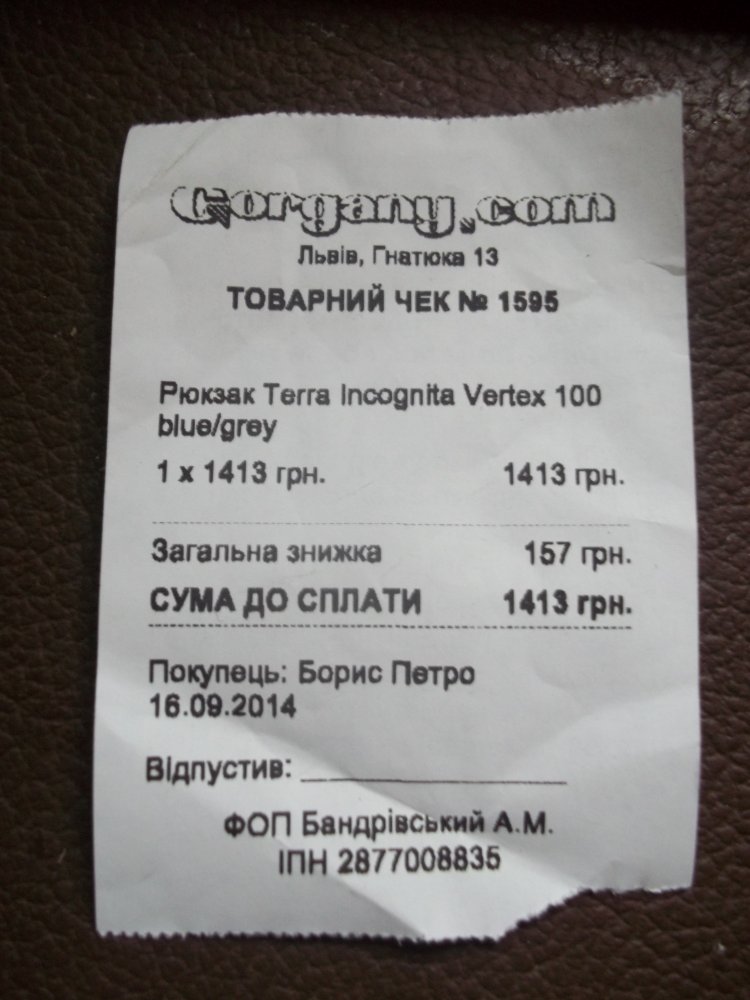 Gorgany.com
Львів, Гнатюка 13
ТОВАРНИЙ ЧЕК № 1595
Рюкзак Terra Incognita Vertex 100
blue/grey
1 x 1413 грн. 1413 грн.
Загальна знижка 157 грн.
СУМА ДО СПЛАТИ 1413 грн.
Покупець: Борис Петро
16.09.2014
Відпустив: ____________________
ФОП Бандрівський А.М.
ІПН 2877008835